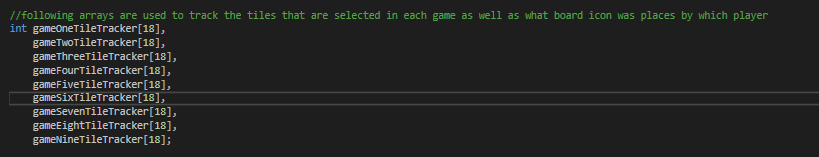 //following arrays are used to track the tiles that are selected in each game as well as what board icon was places by which player
int gameOneTileTracker[18],
gameTwoTileTracker[18],
gameThreeTileTracker[18],
gameFourTileTracker[18],
gameFiveTileTracker[18],
gameSixTileTracker[18],
gameSevenTileTracker[18],
gameEightTileTracker[18],
gameNineTileTracker[18];